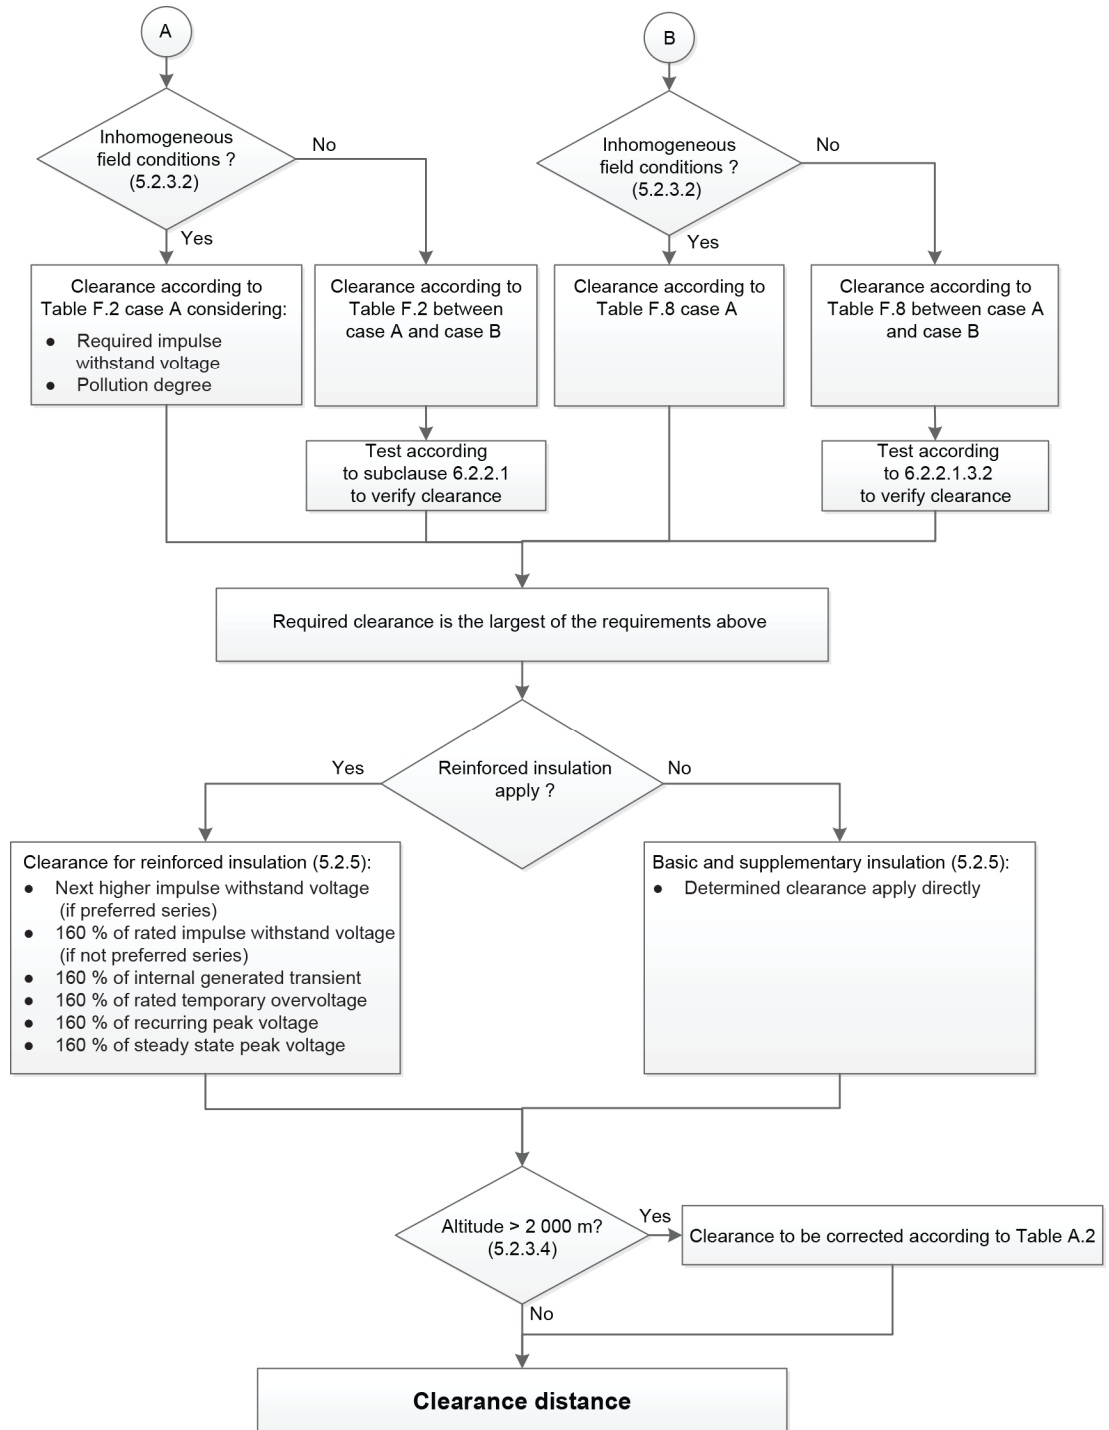 A
B
Inhomogeneous
field conditions ?
(5.2.3.2)
No
Yes
Inhomogeneous
field conditions ?
(5.2.3.2)
No
Yes
Clearance according to
Table F.2 case A considering:
● Required impulse
withstand voltage
● Pollution degree
Clearance according to
Table F.2 between
case A and case B
Clearance according to
Table F.8 case A
Clearance according to
Table F.8 between case A
and case B
Test according
to subclause 6.2.2.1
to verify clearance
Test according
to 6.2.2.1.3.2
to verify clearance
Required clearance is the largest of the requirements above
Reinforced insulation
apply ?
Yes
No
Clearance for reinforced insulation (5.2.5):
● Next higher impulse withstand voltage
(if preferred series)
● 160 % of rated impulse withstand voltage
(if not preferred series)
● 160 % of internal generated transient
● 160 % of rated temporary overvoltage
● 160 % of recurring peak voltage
● 160 % of steady state peak voltage
Basic and supplementary insulation (5.2.5):
● Determined clearance apply directly
Altitude > 2 000 m?
(5.2.3.4)
Yes
Clearance to be corrected according to Table A.2
No
Clearance distance